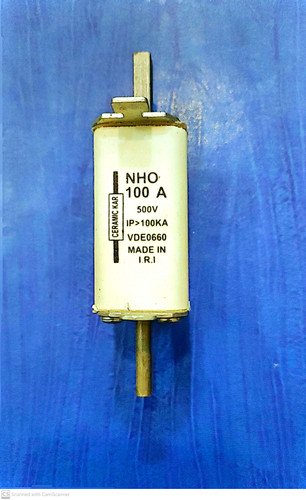 NHO
100 A
500V
IP>100KA
VDE0660
MADE IN
I.R.I
CERAMIC KAR
Scanned with CamScanner